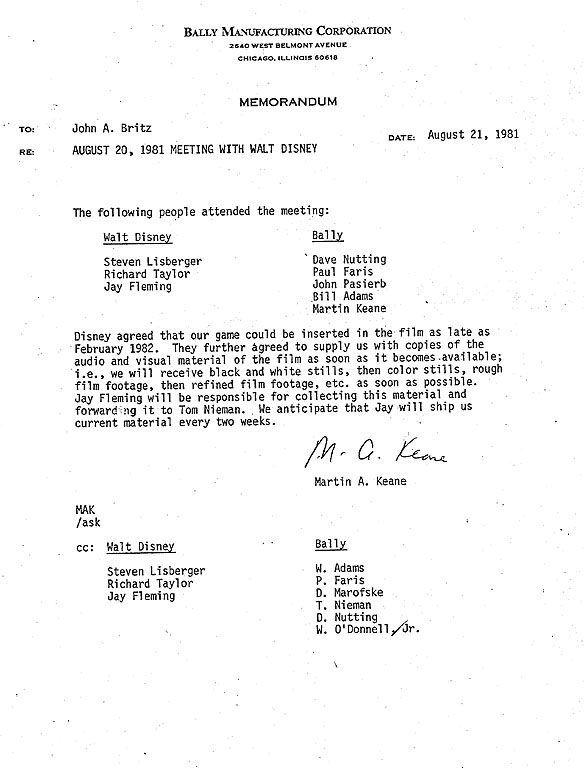 BALLY MANUFACTURING CORPORATION
2640 WEST BELMONT AVENUE
CHICAGO, ILLINOIS 60618
MEMORANDUM
TO: John A. Britz
DATE: August 21, 1981
RE: AUGUST 20, 1981 MEETING WITH WALT DISNEY
The following people attended the meeting:
Walt Disney
Steven Lisberger
Richard Taylor
Jay Fleming
Bally
Dave Nutting
Paul Faris
John Pasierb
Bill Adams
Martin Keane
Disney agreed that our game could be inserted in the film as late as
February 1982. They further agreed to supply us with copies of the
audio and visual material of the film as soon as it becomes available;
i.e., we will receive black and white stills, then color stills, rough
film footage, then refined film footage, etc. as soon as possible.
Jay Fleming will be responsible for collecting this material and
forwarding it to Tom Nieman. We anticipate that Jay will ship us
current material every two weeks.
M. A. Keane
Martin A. Keane
MAK
/ask
cc: Walt Disney
Steven Lisberger
Richard Taylor
Jay Fleming
Bally
W. Adams
P. Faris
D. Marofske
T. Nieman
D. Nutting
W. O'Donnell, Jr.